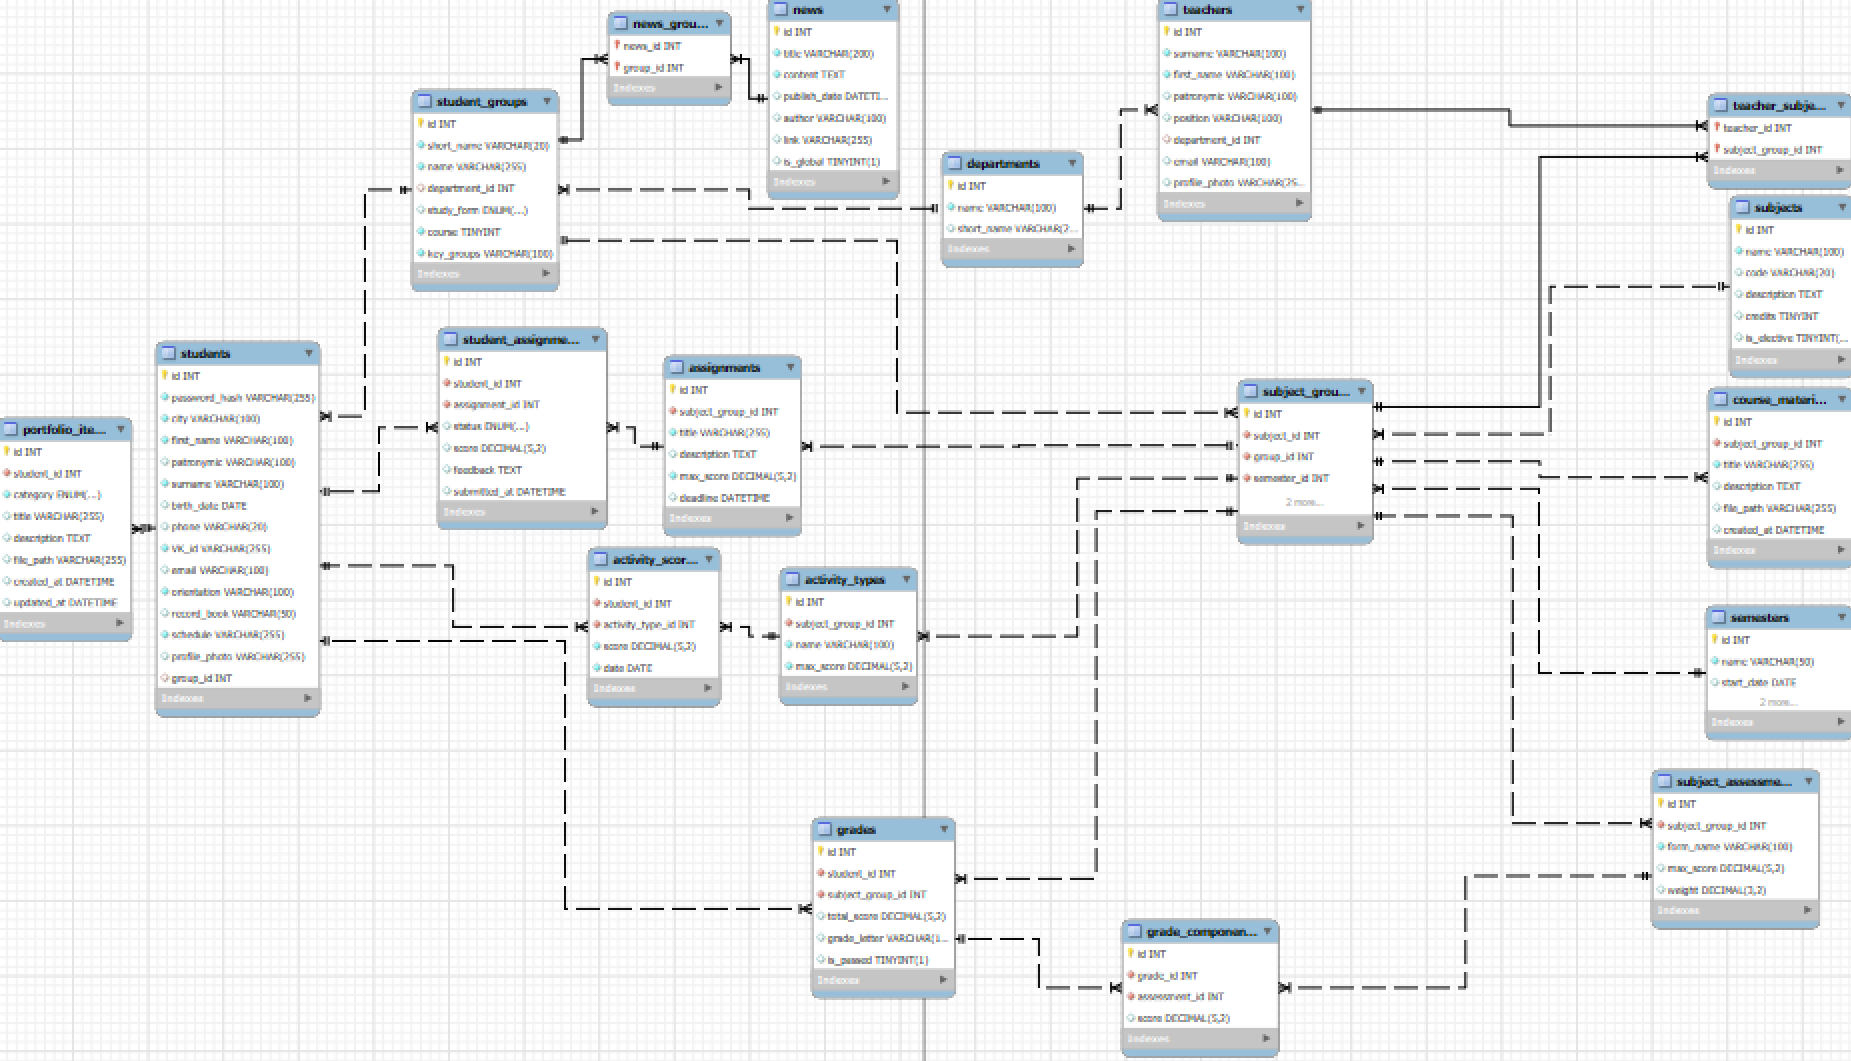 news_grou...
news_id INT
group_id INT
Indexes
news
id INT
title VARCHAR(200)
content TEXT
publish_date DATETI...
author VARCHAR(100)
link VARCHAR(255)
is_global TINYINT(1)
Indexes
teachers
id INT
surname VARCHAR(100)
first_name VARCHAR(100)
patronymic VARCHAR(100)
position VARCHAR(100)
department_id INT
email VARCHAR(100)
profile_photo VARCHAR(25...
Indexes
student_groups
id INT
short_name VARCHAR(20)
name VARCHAR(255)
department_id INT
study_form ENUM(...)
course TINYINT
key_groups VARCHAR(100)
Indexes
departments
id INT
name VARCHAR(100)
short_name VARCHAR(2...
Indexes
teacher_subje...
teacher_id INT
subject_group_id INT
Indexes
subjects
id INT
name VARCHAR(100)
code VARCHAR(20)
description TEXT
credits TINYINT
is_elective TINYINT(...
Indexes
students
id INT
password_hash VARCHAR(255)
city VARCHAR(100)
first_name VARCHAR(100)
patronymic VARCHAR(100)
surname VARCHAR(100)
birth_date DATE
phone VARCHAR(20)
VK_id VARCHAR(255)
email VARCHAR(100)
orientation VARCHAR(100)
record_book VARCHAR(50)
schedule VARCHAR(255)
profile_photo VARCHAR(255)
group_id INT
Indexes
student_assignme...
id INT
student_id INT
assignment_id INT
status ENUM(...)
score DECIMAL(5,2)
feedback TEXT
submitted_at DATETIME
Indexes
assignments
id INT
subject_group_id INT
title VARCHAR(255)
description TEXT
max_score DECIMAL(5,2)
deadline DATETIME
Indexes
subject_grou...
id INT
subject_id INT
group_id INT
semester_id INT
2 more...
Indexes
course_materi...
id INT
subject_group_id INT
title VARCHAR(255)
description TEXT
file_path VARCHAR(255)
created_at DATETIME
Indexes
portfolio_ite...
id INT
student_id INT
category ENUM(...)
title VARCHAR(255)
description TEXT
file_path VARCHAR(255)
created_at DATETIME
updated_at DATETIME
Indexes
activity_scor...
id INT
student_id INT
activity_type_id INT
score DECIMAL(5,2)
date DATE
Indexes
activity_types
id INT
subject_group_id INT
name VARCHAR(100)
max_score DECIMAL(5,2)
Indexes
semesters
id INT
name VARCHAR(50)
start_date DATE
2 more...
Indexes
subject_assessme...
id INT
subject_group_id INT
form_name VARCHAR(100)
max_score DECIMAL(5,2)
weight DECIMAL(3,2)
Indexes
grades
id INT
student_id INT
subject_group_id INT
total_score DECIMAL(5,2)
grade_letter VARCHAR(1...
is_passed TINYINT(1)
Indexes
grade_componen...
id INT
grade_id INT
assessment_id INT
score DECIMAL(5,2)
Indexes